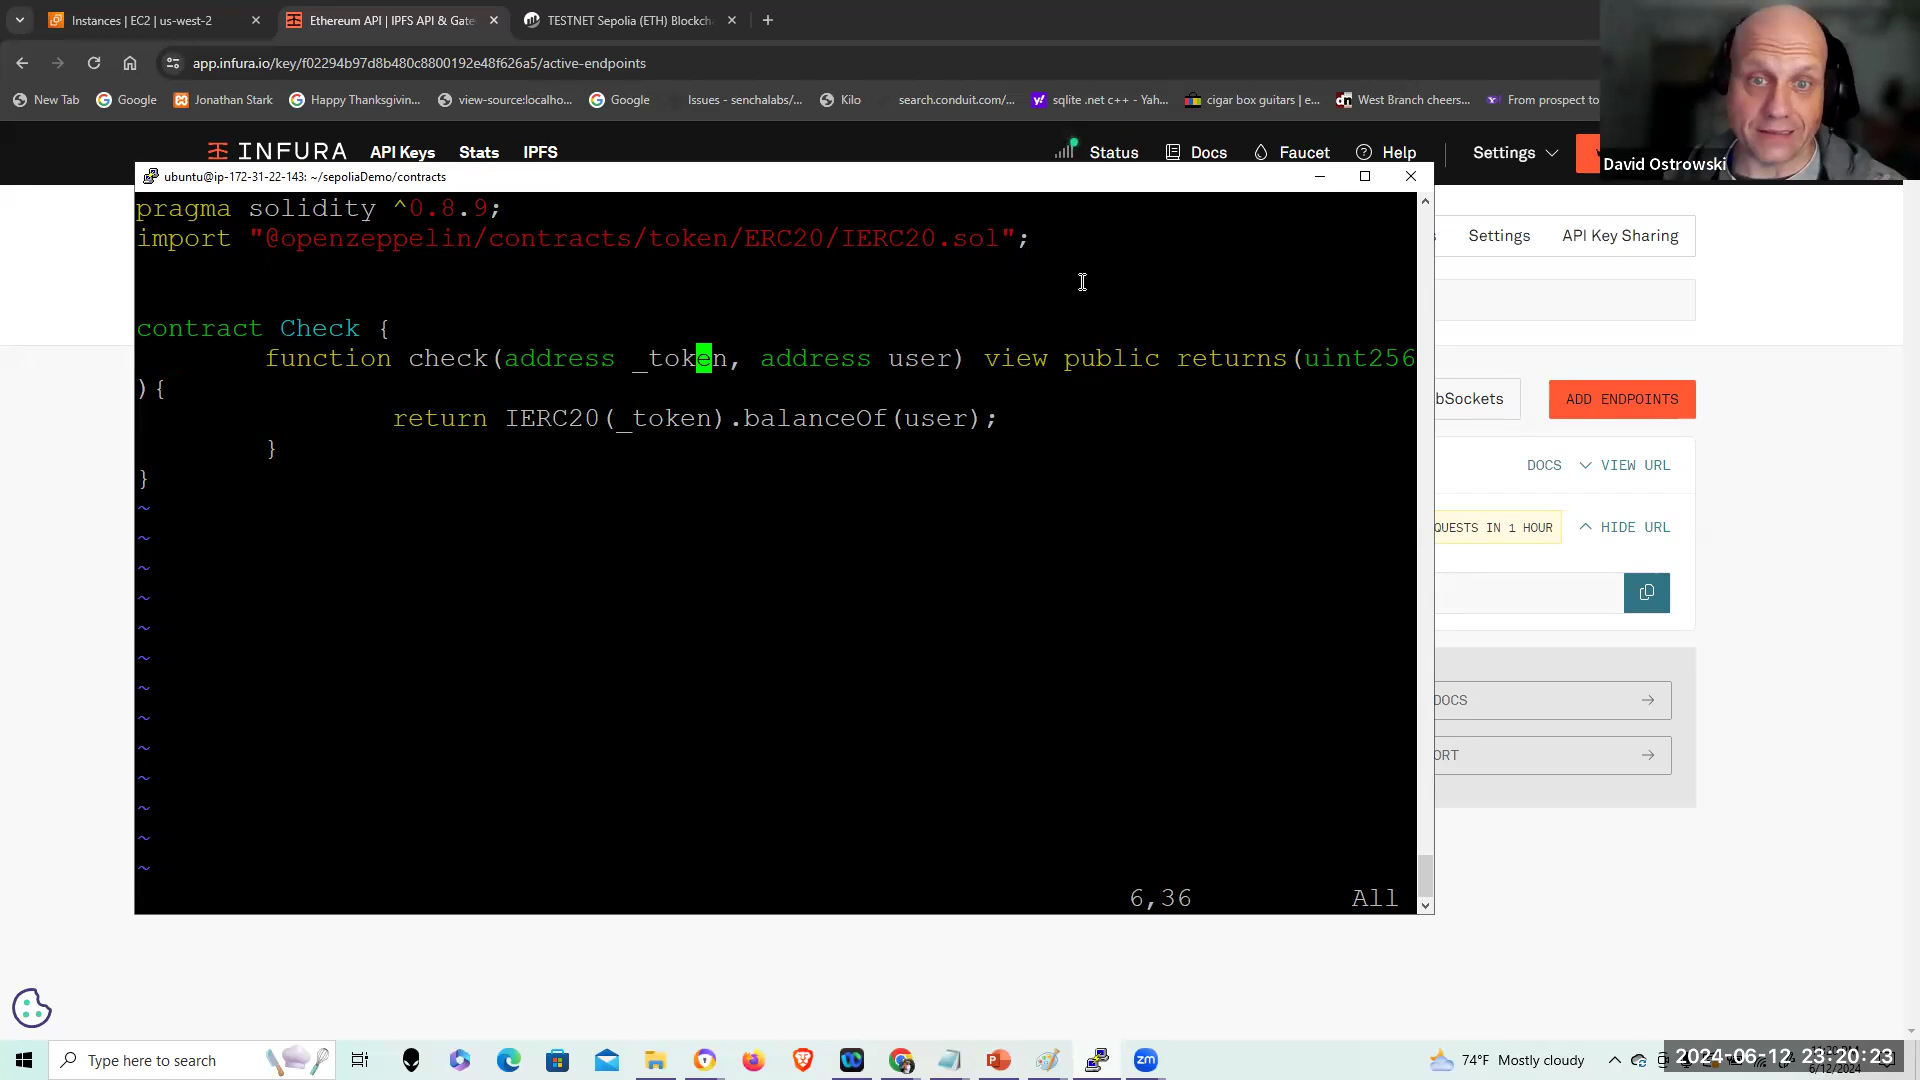 Instances | EC2 | us-west-2
Ethereum API | IPFS API & Gate
TESTNET Sepolia (ETH) Blockch
app.infura.io/key/f02294b97d8b480c8800192e48f626a5/active-endpoints
New Tab
Google
Jonathan Stark
Happy Thanksgivin...
view-source:localho...
Google
Issues - senchalabs/...
Kilo
search.conduit.com/...
sqlite .net c++ - Yah...
cigar box guitars | e...
West Branch cheers...
From prospect to
David Ostrowski
INFURA
API Keys
Stats
IPFS
Status
Docs
Faucet
Help
Settings
ubuntu@ip-172-31-22-143: ~/sepoliaDemo/contracts
pragma solidity ^0.8.9;
import "@openzeppelin/contracts/token/ERC20/IERC20.sol";
contract Check {
function check(address _token, address user) view public returns(uint256
){
return IERC20(_token).balanceOf(user);
}
}
~
~
~
~
~
~
~
~
~
~
~
~
~
6,36 All
Settings
API Key Sharing
bSockets
ADD ENDPOINTS
DOCS
VIEW URL
QUESTS IN 1 HOUR
HIDE URL
DOCS
ORT
Type here to search
zm
74°F Mostly cloudy
2024-06-12 23:20:23
6/12/2024